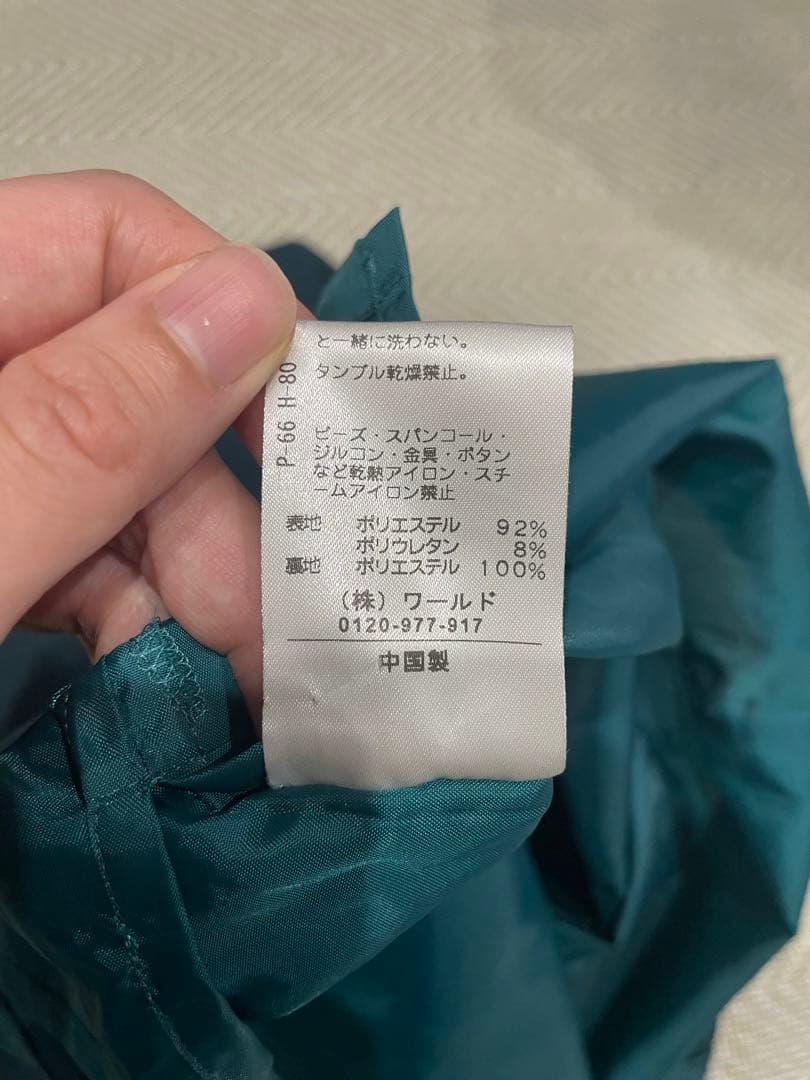 と一緒に洗わない。
タンブル乾燥禁止。
P-66 H-80
ビーズ・スパンコール・
ジルコン・金具・ボタン
など乾熱アイロン・スチ
ームアイロン禁止
表地 ポリエステル 92%
ポリウレタン 8%
裏地 ポリエステル 100%
(株) ワールド
0120-977-917
中国製